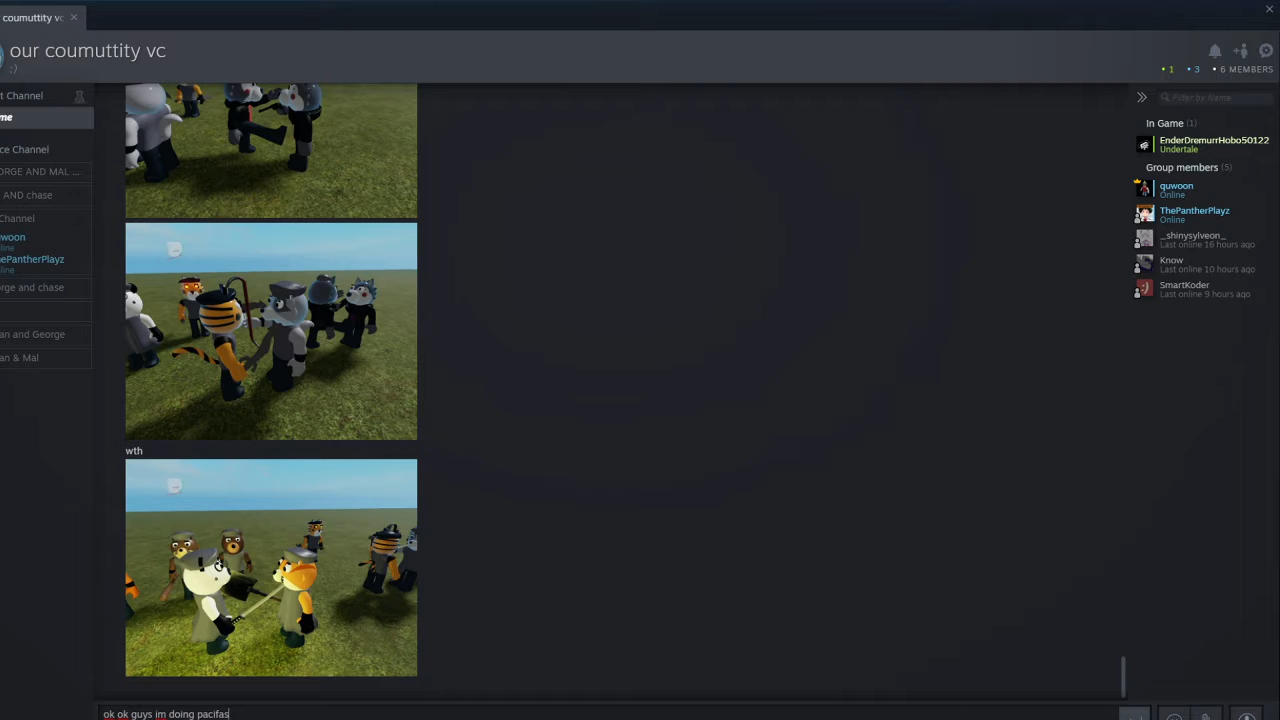 coumuttity vc
our coumuttity vc
:)
1
3
6 MEMBERS
t Channel
me
ce Channel
ORGE AND MAL ...
AND chase
Channel
uwoon
line
ePantherPlayz
line
rge and chase
an and George
an & Mal
wth
ok ok guys im doing pacifas
Filter by Name
In Game (1)
EnderDremurrHobo50122
Undertale
Group members (5)
quwoon
Online
ThePantherPlayz
Online
_shinysylveon_
Last online 16 hours ago
Know
Last online 10 hours ago
SmartKoder
Last online 9 hours ago